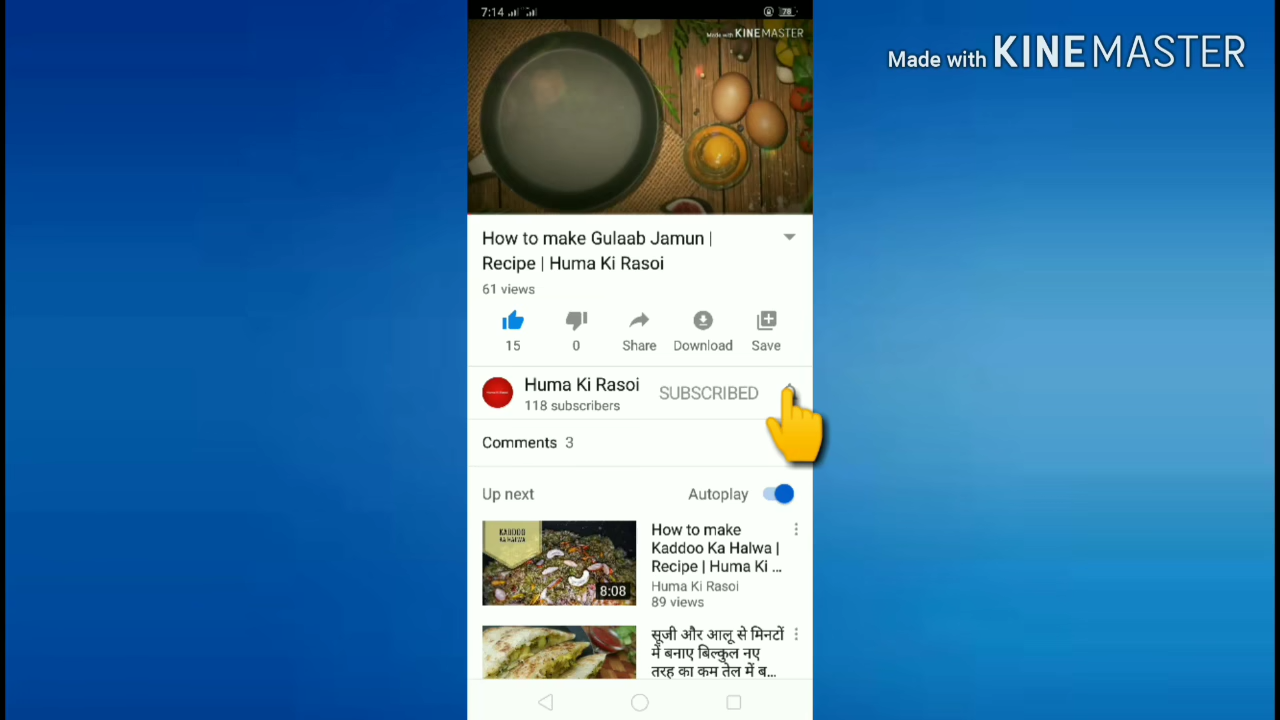 7:14
78
Made with KINEMASTER
Made with KINEMASTER
How to make Gulaab Jamun |
Recipe | Huma Ki Rasoi
61 views
15
0
Share
Download
Save
Huma Ki Rasoi
118 subscribers
SUBSCRIBED
Comments 3
Up next
Autoplay
KADDOO
KA HALWA
8:08
How to make
Kaddoo Ka Halwa |
Recipe | Huma Ki ...
Huma Ki Rasoi
89 views
सूजी और आलू से मिनटों
में बनाए बिल्कुल नए
तरह का कम तेल में ब...